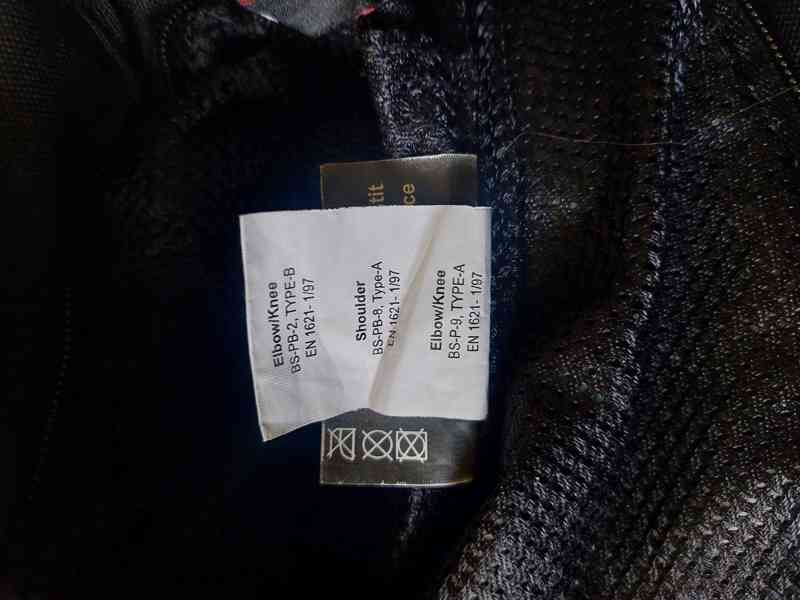 Elbow/Knee
BS-PB-2, TYPE-B
EN 1621- 1/97
Shoulder
BS-PB-8, Type-A
EN 1621- 1/97
Elbow/Knee
BS-P-9, TYPE-A
EN 1621- 1/97